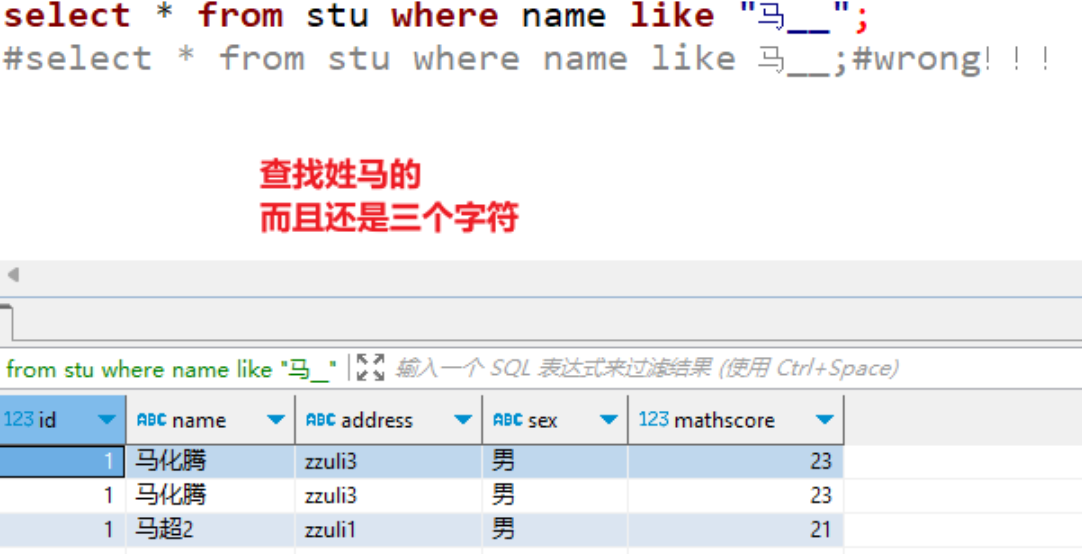 select * from stu where name like "马__";
#select * from stu where name like 马__;#wrong！！！
查找姓马的
而且还是三个字符
from stu where name like "马__" 输入一个 SQL 表达式来过滤结果 (使用 Ctrl+Space)
123 id ABC name ABC address ABC sex 123 mathscore
1 马化腾 zzuli3 男 23
1 马化腾 zzuli3 男 23
1 马超2 zzuli1 男 21